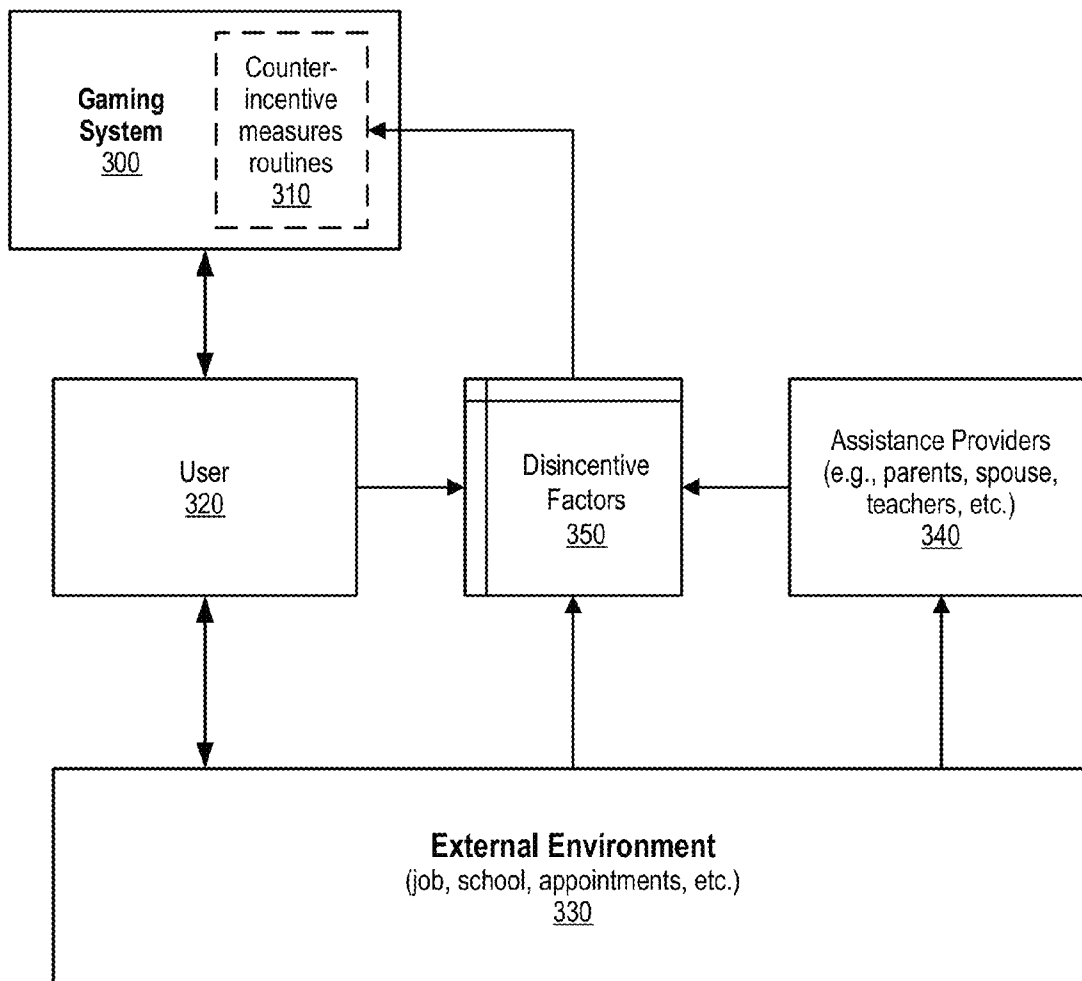 Gaming
System
300
Counter-
incentive
measures
routines
310
User
320
Disincentive
Factors
350
Assistance Providers
(e.g., parents, spouse,
teachers, etc.)
340
External Environment
(job, school, appointments, etc.)
330